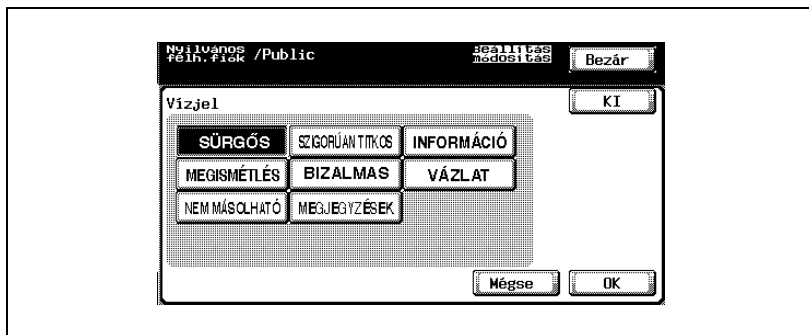 Nyilvános félh.fiók /Public
Beállítás módosítás
Bezár
Vízjel
KI
SÜRGŐS SZIGORÚAN TITKOS INFORMÁCIÓ
MEGISMÉTLÉS BIZALMAS VÁZLAT
NEM MÁSOLHATÓ MEGJEGYZÉSEK
Mégse OK